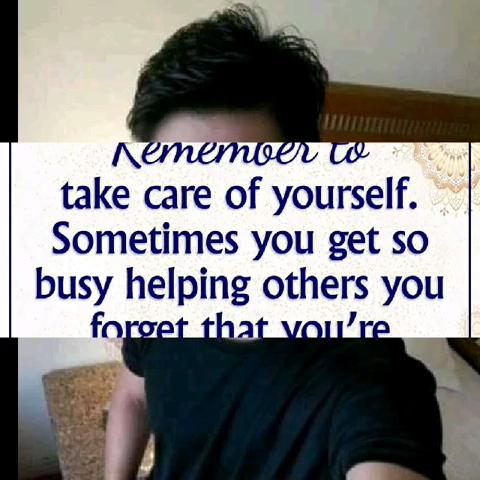 Remember to
take care of yourself.
Sometimes you get so
busy helping others you
forget that you're